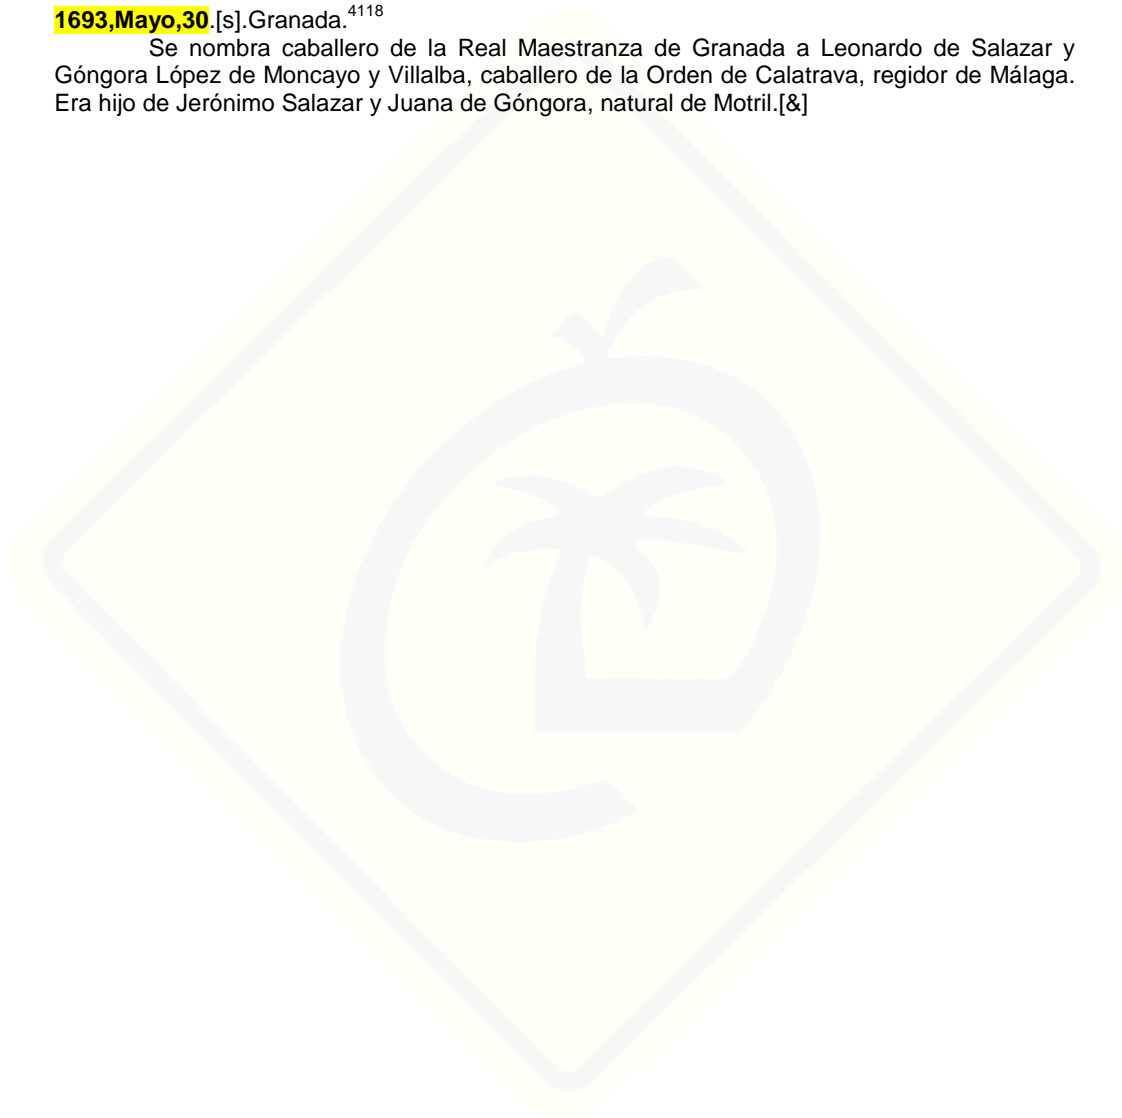 1693,Mayo,30.[s].Granada.4118
Se nombra caballero de la Real Maestranza de Granada a Leonardo de Salazar y
Góngora López de Moncayo y Villalba, caballero de la Orden de Calatrava, regidor de Málaga.
Era hijo de Jerónimo Salazar y Juana de Góngora, natural de Motril.[&]